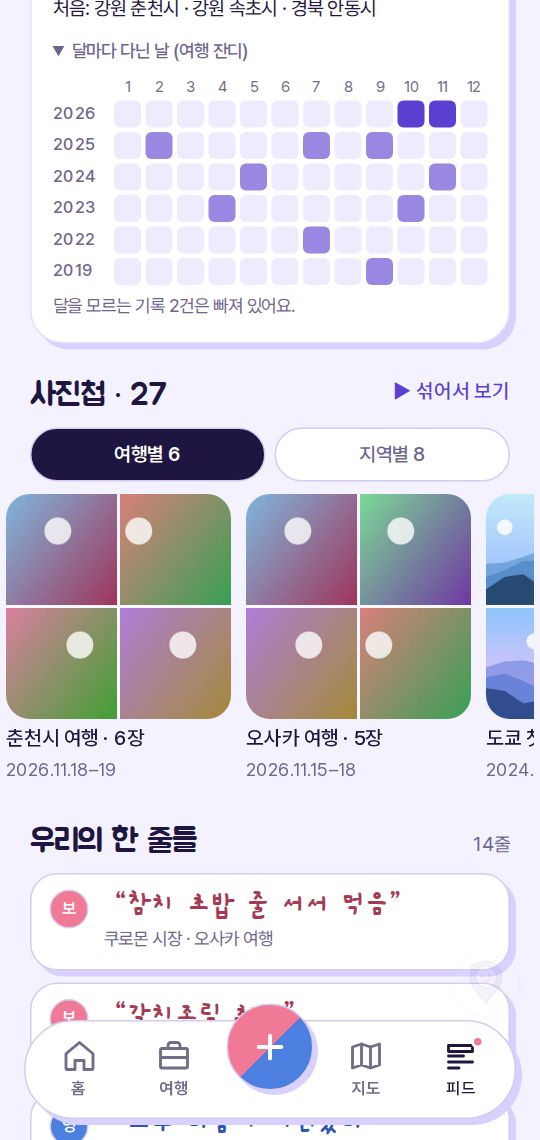 처음: 강원 춘천시 · 강원 속초시 · 경북 안동시
▼ 달마다 다닌 날 (여행 잔디)
1 2 3 4 5 6 7 8 9 10 11 12
2026
2025
2024
2023
2022
2019
달을 모르는 기록 2건은 빠져 있어요.
사진첩 · 27
▶ 섞어서 보기
여행별 6
지역별 8
춘천시 여행 · 6장
2026.11.18–19
오사카 여행 · 5장
2026.11.15–18
도쿄
2024.
우리의 한 줄들
14줄
보
“참치 초밥 줄 서서 먹음”
쿠로몬 시장 · 오사카 여행
보
“갈치조림
홈
여행
+
지도
피드